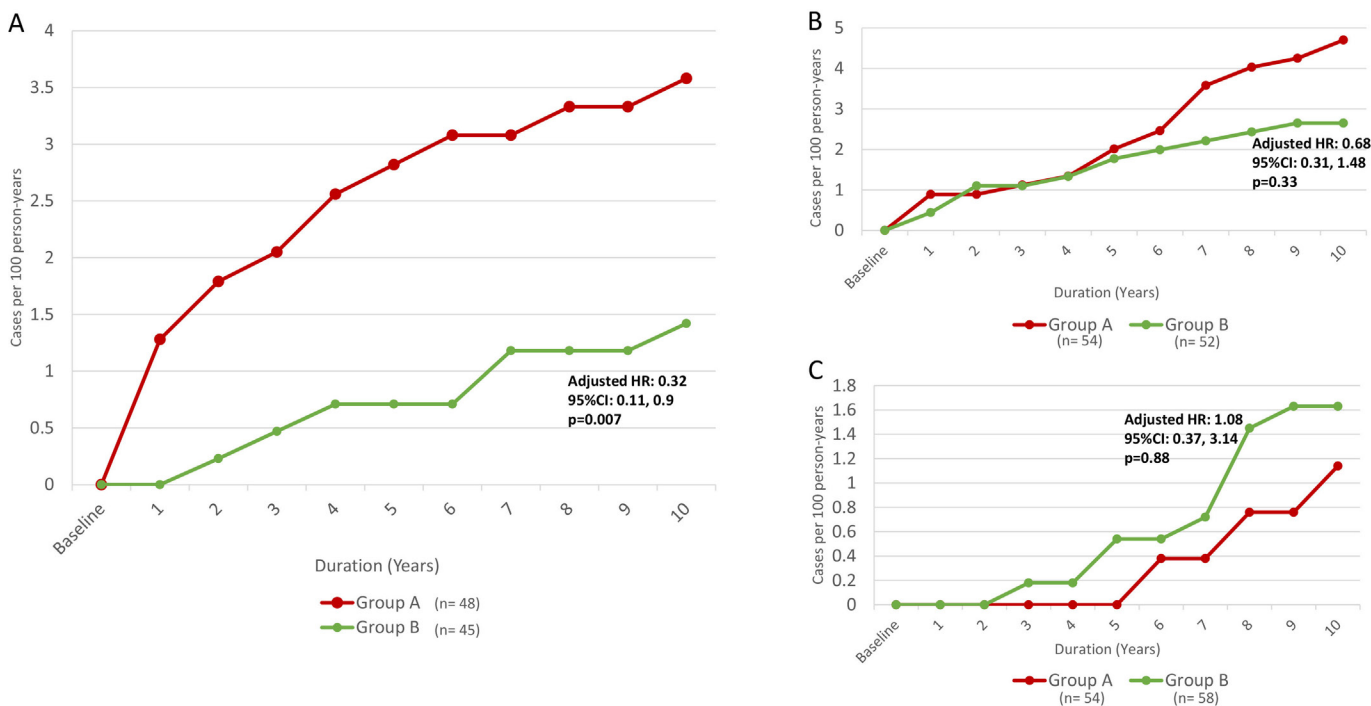 A
Cases per 100 person-years
4
3.5
3
2.5
2
1.5
1
0.5
0
Baseline 1 2 3 4 5 6 7 8 9 10
Adjusted HR: 0.32
95%CI: 0.11, 0.9
p=0.007
Duration (Years)
Group A (n= 48)
Group B (n= 45)
B
Cases per 100 person-years
5
4
3
2
1
0
Adjusted HR: 0.68
95%CI: 0.31, 1.48
p=0.33
Baseline 1 2 3 4 5 6 7 8 9 10
Duration (Years)
Group A Group B
(n= 54) (n= 52)
C
Cases per 100 person-years
1.8
1.6
1.4
1.2
1
0.8
0.6
0.4
0.2
0
Adjusted HR: 1.08
95%CI: 0.37, 3.14
p=0.88
Baseline 1 2 3 4 5 6 7 8 9 10
Duration (Years)
Group A Group B
(n= 54) (n= 58)